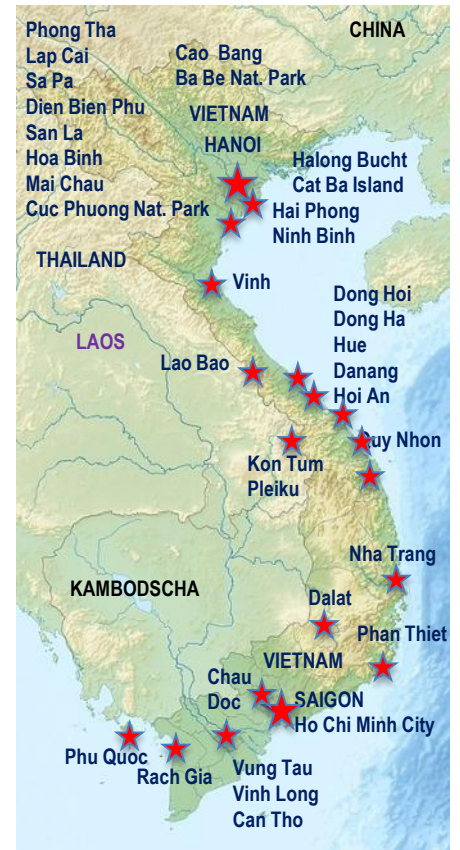 CHINA
Phong Tha
Lap Cai
Sa Pa
Dien Bien Phu
San La
Hoa Binh
Mai Chau
Cuc Phuong Nat. Park
Cao Bang
Ba Be Nat. Park
VIETNAM
HANOI
Halong Bucht
Cat Ba Island
Hai Phong
Ninh Binh
THAILAND
Vinh
LAOS
Dong Hoi
Dong Ha
Hue
Danang
Hoi An
Lao Bao
Quy Nhon
Kon Tum
Pleiku
Nha Trang
KAMBODSCHA
Dalat
Phan Thiet
VIETNAM
Chau
Doc
SAIGON
Ho Chi Minh City
Phu Quoc
Rach Gia
Vung Tau
Vinh Long
Can Tho